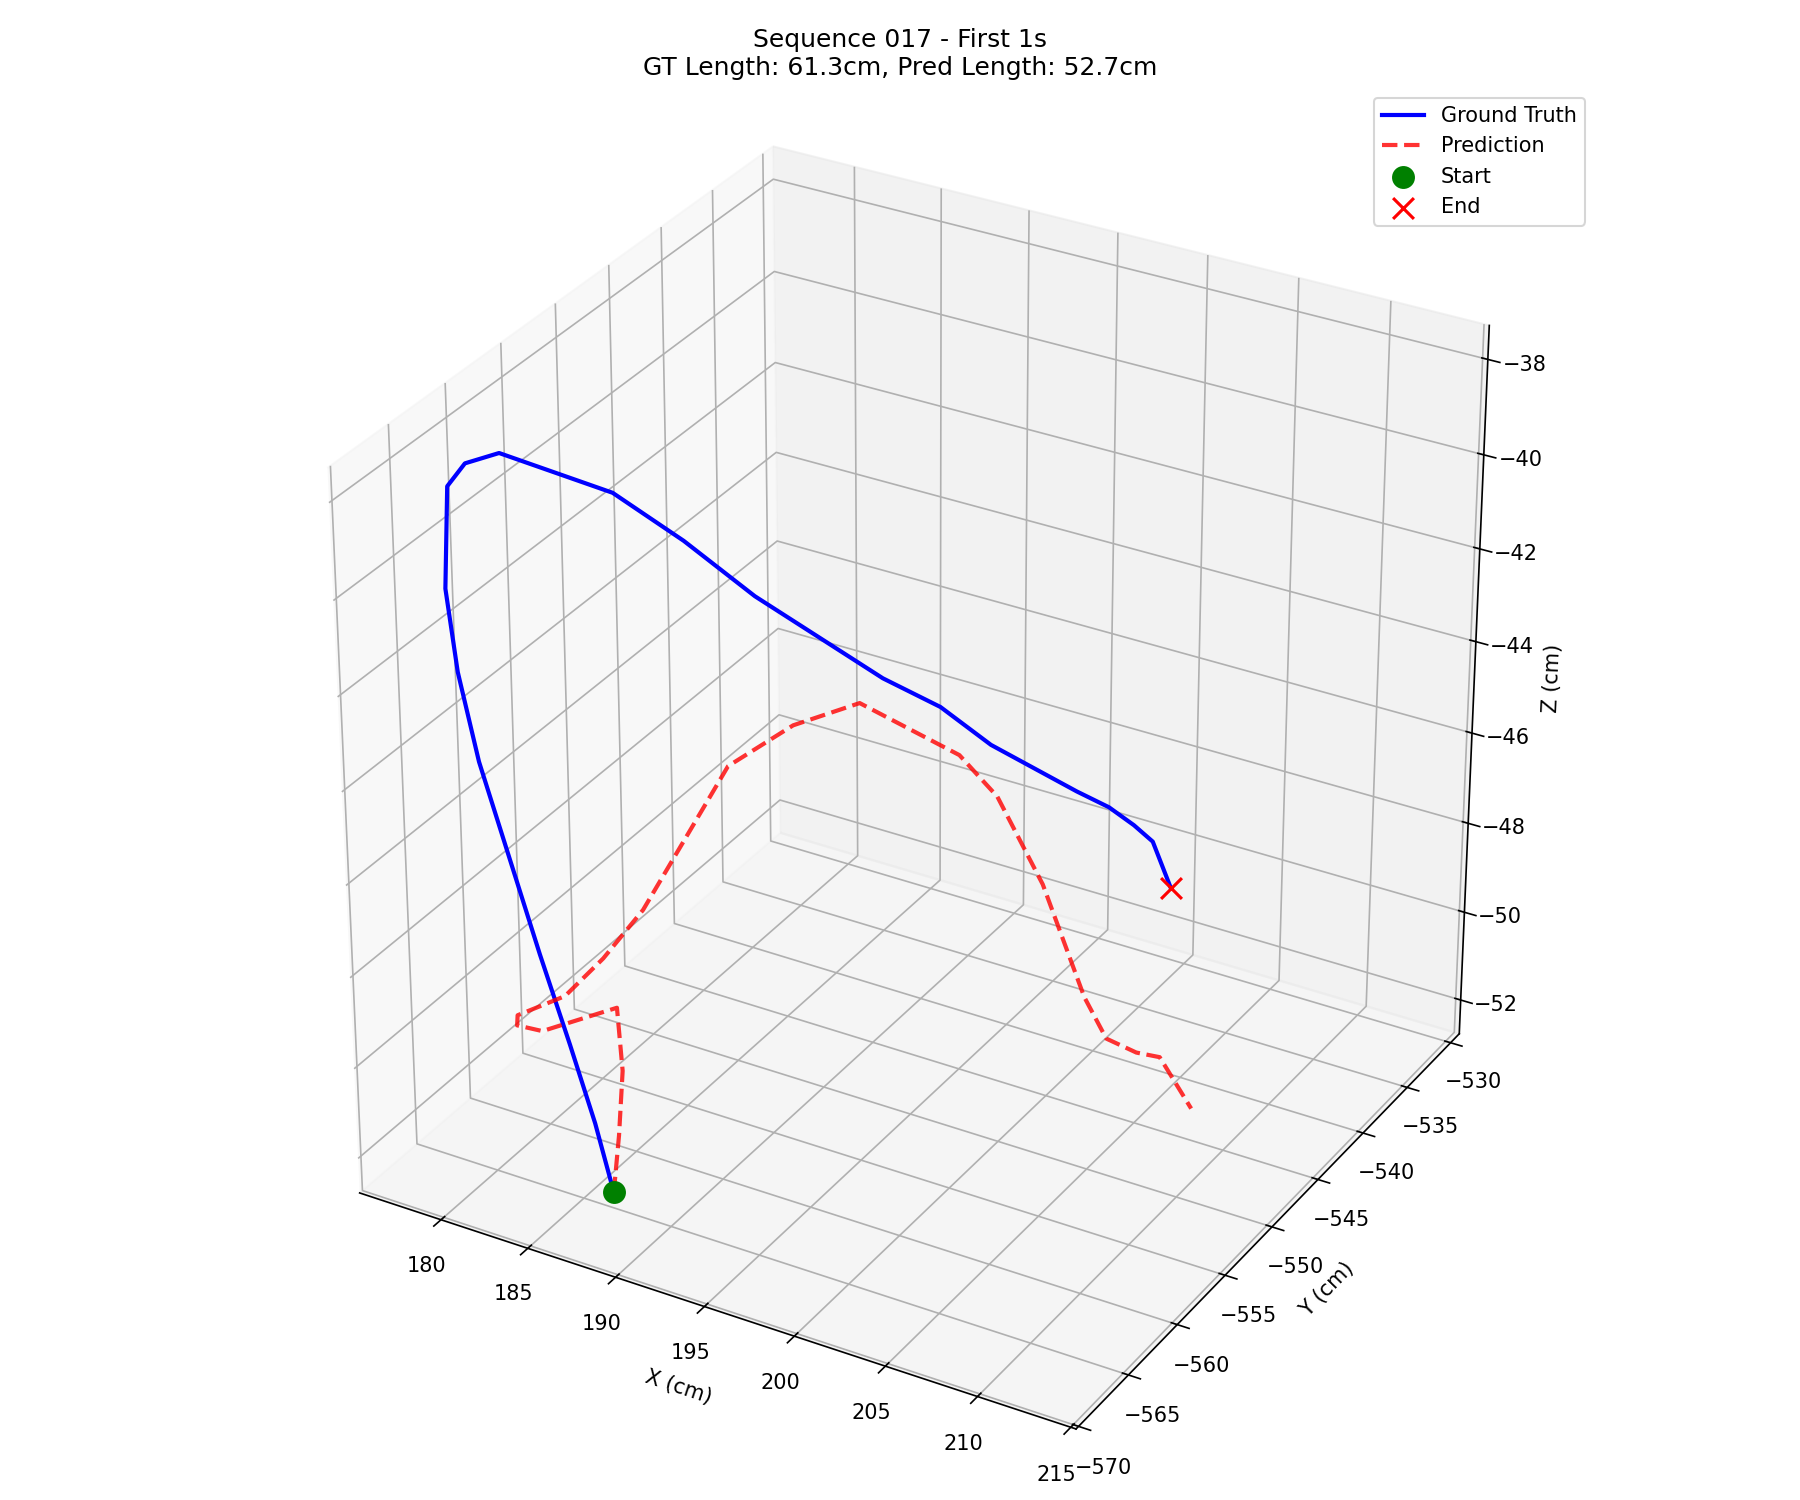 Sequence 017 - First 1s
GT Length: 61.3cm, Pred Length: 52.7cm
Ground Truth
Prediction
Start
End
−38
−40
−42
−44
−46
−48
−50
−52
Z (cm)
−530
−535
−540
−545
−550
−555
−560
−565
−570
Y (cm)
180
185
190
195
200
205
210
215
X (cm)